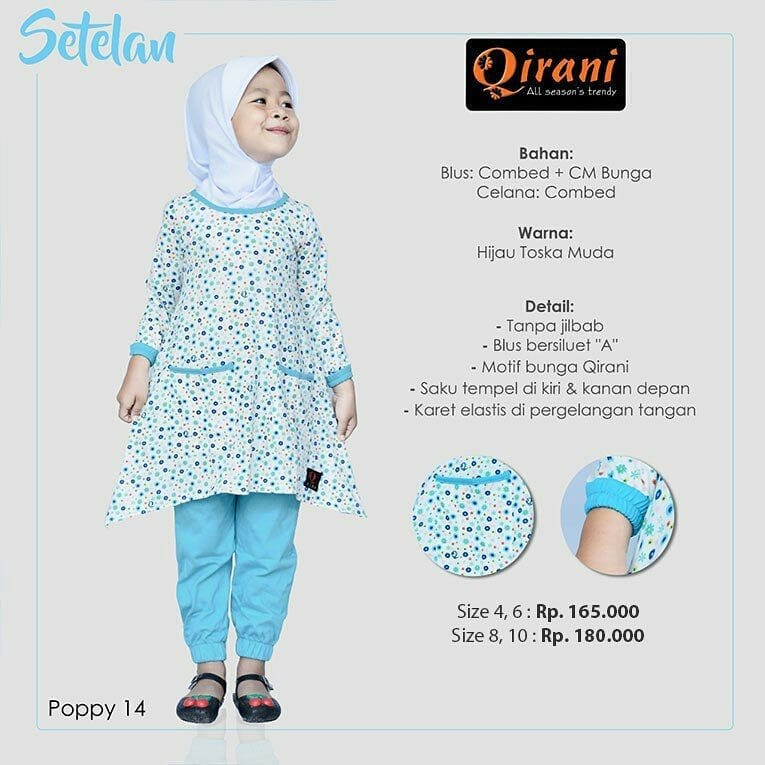 Setelan
Qirani
All season's trendy
Bahan:
Blus: Combed + CM Bunga
Celana: Combed
Warna:
Hijau Toska Muda
Detail:
- Tanpa jilbab
- Blus bersiluet "A"
- Motif bunga Qirani
- Saku tempel di kiri & kanan depan
- Karet elastis di pergelangan tangan
Size 4, 6 : Rp. 165.000
Size 8, 10 : Rp. 180.000
Poppy 14